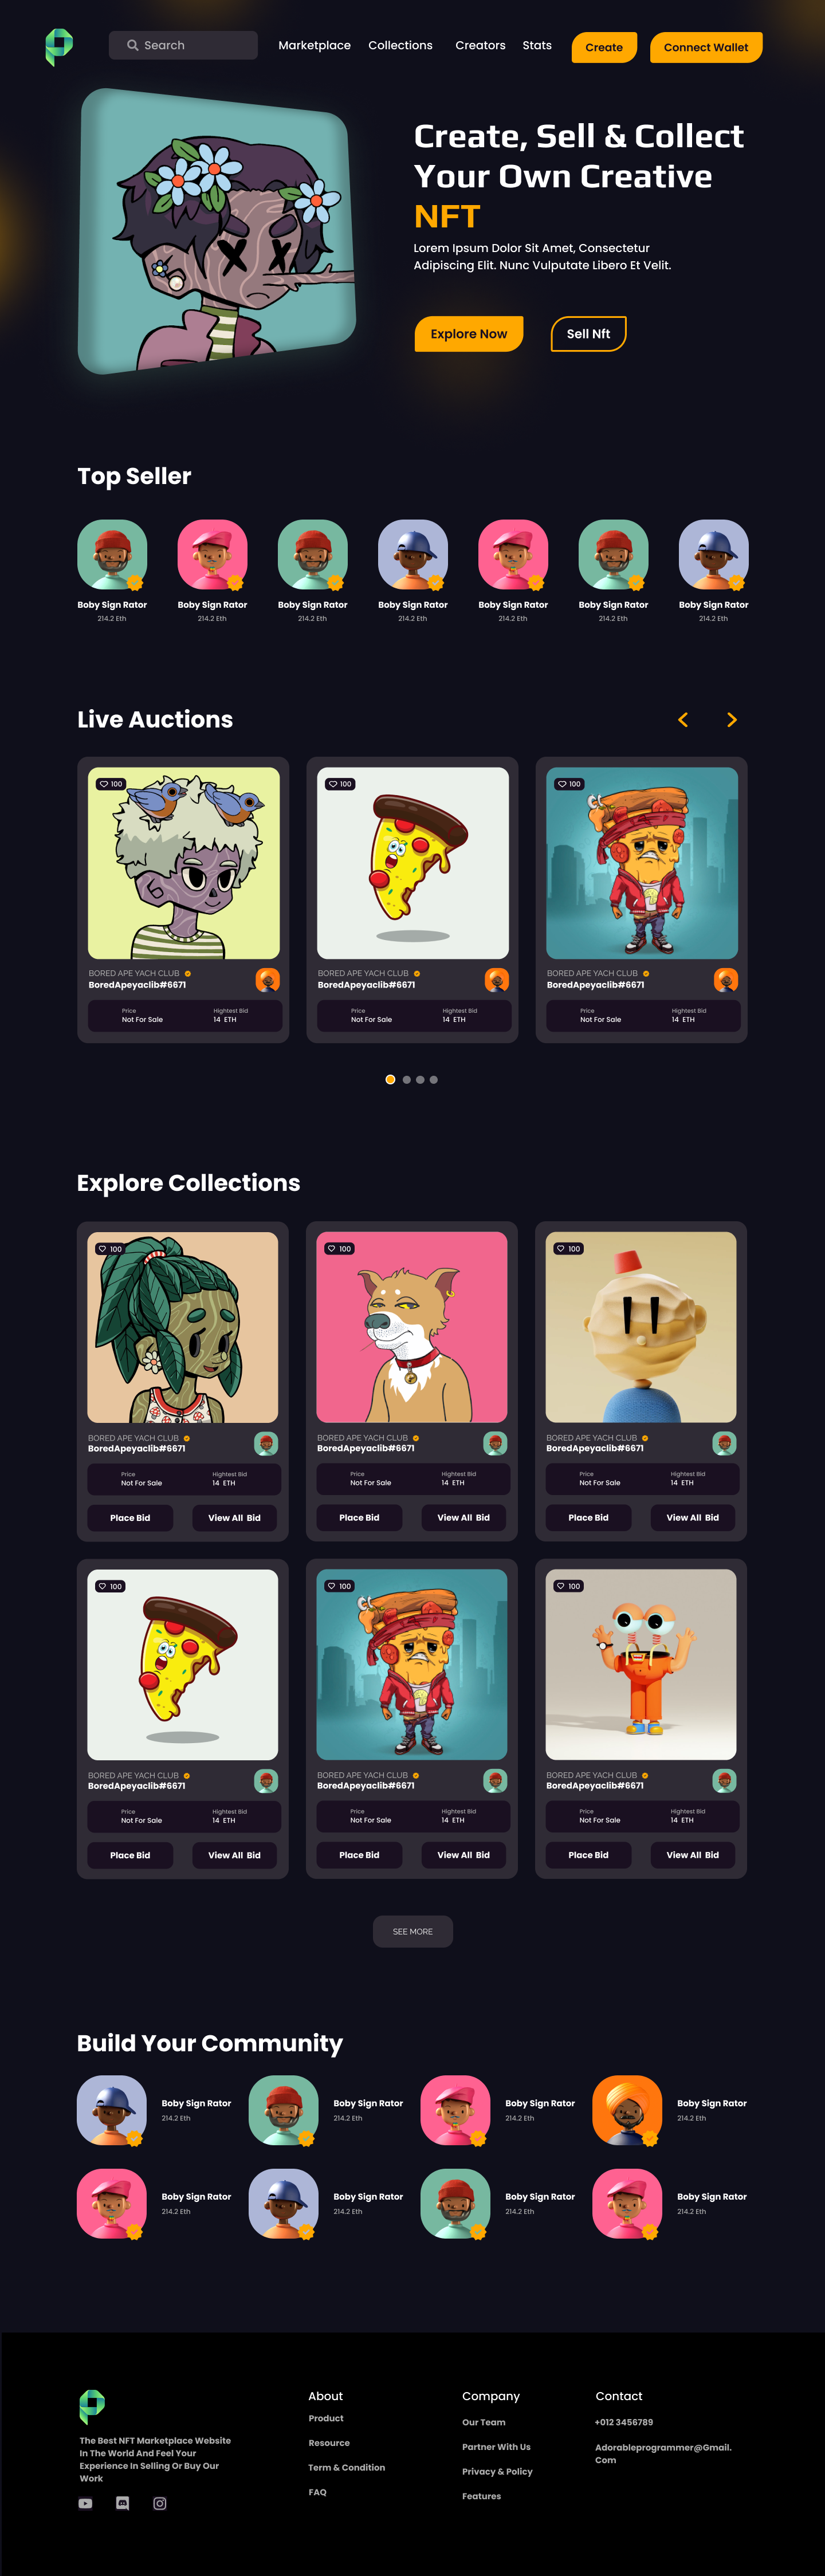 Search
Marketplace
Collections
Creators
Stats
Create
Connect Wallet
Create, Sell & Collect
Your Own Creative
NFT
Lorem Ipsum Dolor Sit Amet, Consectetur
Adipiscing Elit. Nunc Vulputate Libero Et Velit.
Explore Now
Sell Nft
Top Seller
Boby Sign Rator
214.2 Eth
Boby Sign Rator
214.2 Eth
Boby Sign Rator
214.2 Eth
Boby Sign Rator
214.2 Eth
Boby Sign Rator
214.2 Eth
Boby Sign Rator
214.2 Eth
Boby Sign Rator
214.2 Eth
Live Auctions
100
BORED APE YACH CLUB
BoredApeyaclib#6671
Price
Not For Sale
Hightest Bid
14 ETH
100
BORED APE YACH CLUB
BoredApeyaclib#6671
Price
Not For Sale
Hightest Bid
14 ETH
100
BORED APE YACH CLUB
BoredApeyaclib#6671
Price
Not For Sale
Hightest Bid
14 ETH
Explore Collections
100
BORED APE YACH CLUB
BoredApeyaclib#6671
Price
Not For Sale
Hightest Bid
14 ETH
Place Bid
View All Bid
100
BORED APE YACH CLUB
BoredApeyaclib#6671
Price
Not For Sale
Hightest Bid
14 ETH
Place Bid
View All Bid
100
BORED APE YACH CLUB
BoredApeyaclib#6671
Price
Not For Sale
Hightest Bid
14 ETH
Place Bid
View All Bid
100
BORED APE YACH CLUB
BoredApeyaclib#6671
Price
Not For Sale
Hightest Bid
14 ETH
Place Bid
View All Bid
100
BORED APE YACH CLUB
BoredApeyaclib#6671
Price
Not For Sale
Hightest Bid
14 ETH
Place Bid
View All Bid
100
BORED APE YACH CLUB
BoredApeyaclib#6671
Price
Not For Sale
Hightest Bid
14 ETH
Place Bid
View All Bid
SEE MORE
Build Your Community
Boby Sign Rator
214.2 Eth
Boby Sign Rator
214.2 Eth
Boby Sign Rator
214.2 Eth
Boby Sign Rator
214.2 Eth
Boby Sign Rator
214.2 Eth
Boby Sign Rator
214.2 Eth
Boby Sign Rator
214.2 Eth
Boby Sign Rator
214.2 Eth
The Best NFT Marketplace Website
In The World And Feel Your
Experience In Selling Or Buy Our
Work
About
Product
Resource
Term & Condition
FAQ
Company
Our Team
Partner With Us
Privacy & Policy
Features
Contact
+012 3456789
Adorableprogrammer@Gmail.
Com